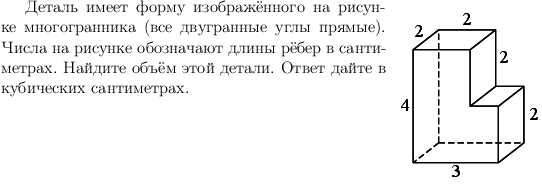 Деталь имеет форму изображённого на рисун-
ке многогранника (все двугранные углы прямые).
Числа на рисунке обозначают длины рёбер в санти-
метрах. Найдите объём этой детали. Ответ дайте в
кубических сантиметрах.
2
2
2
4
2
3